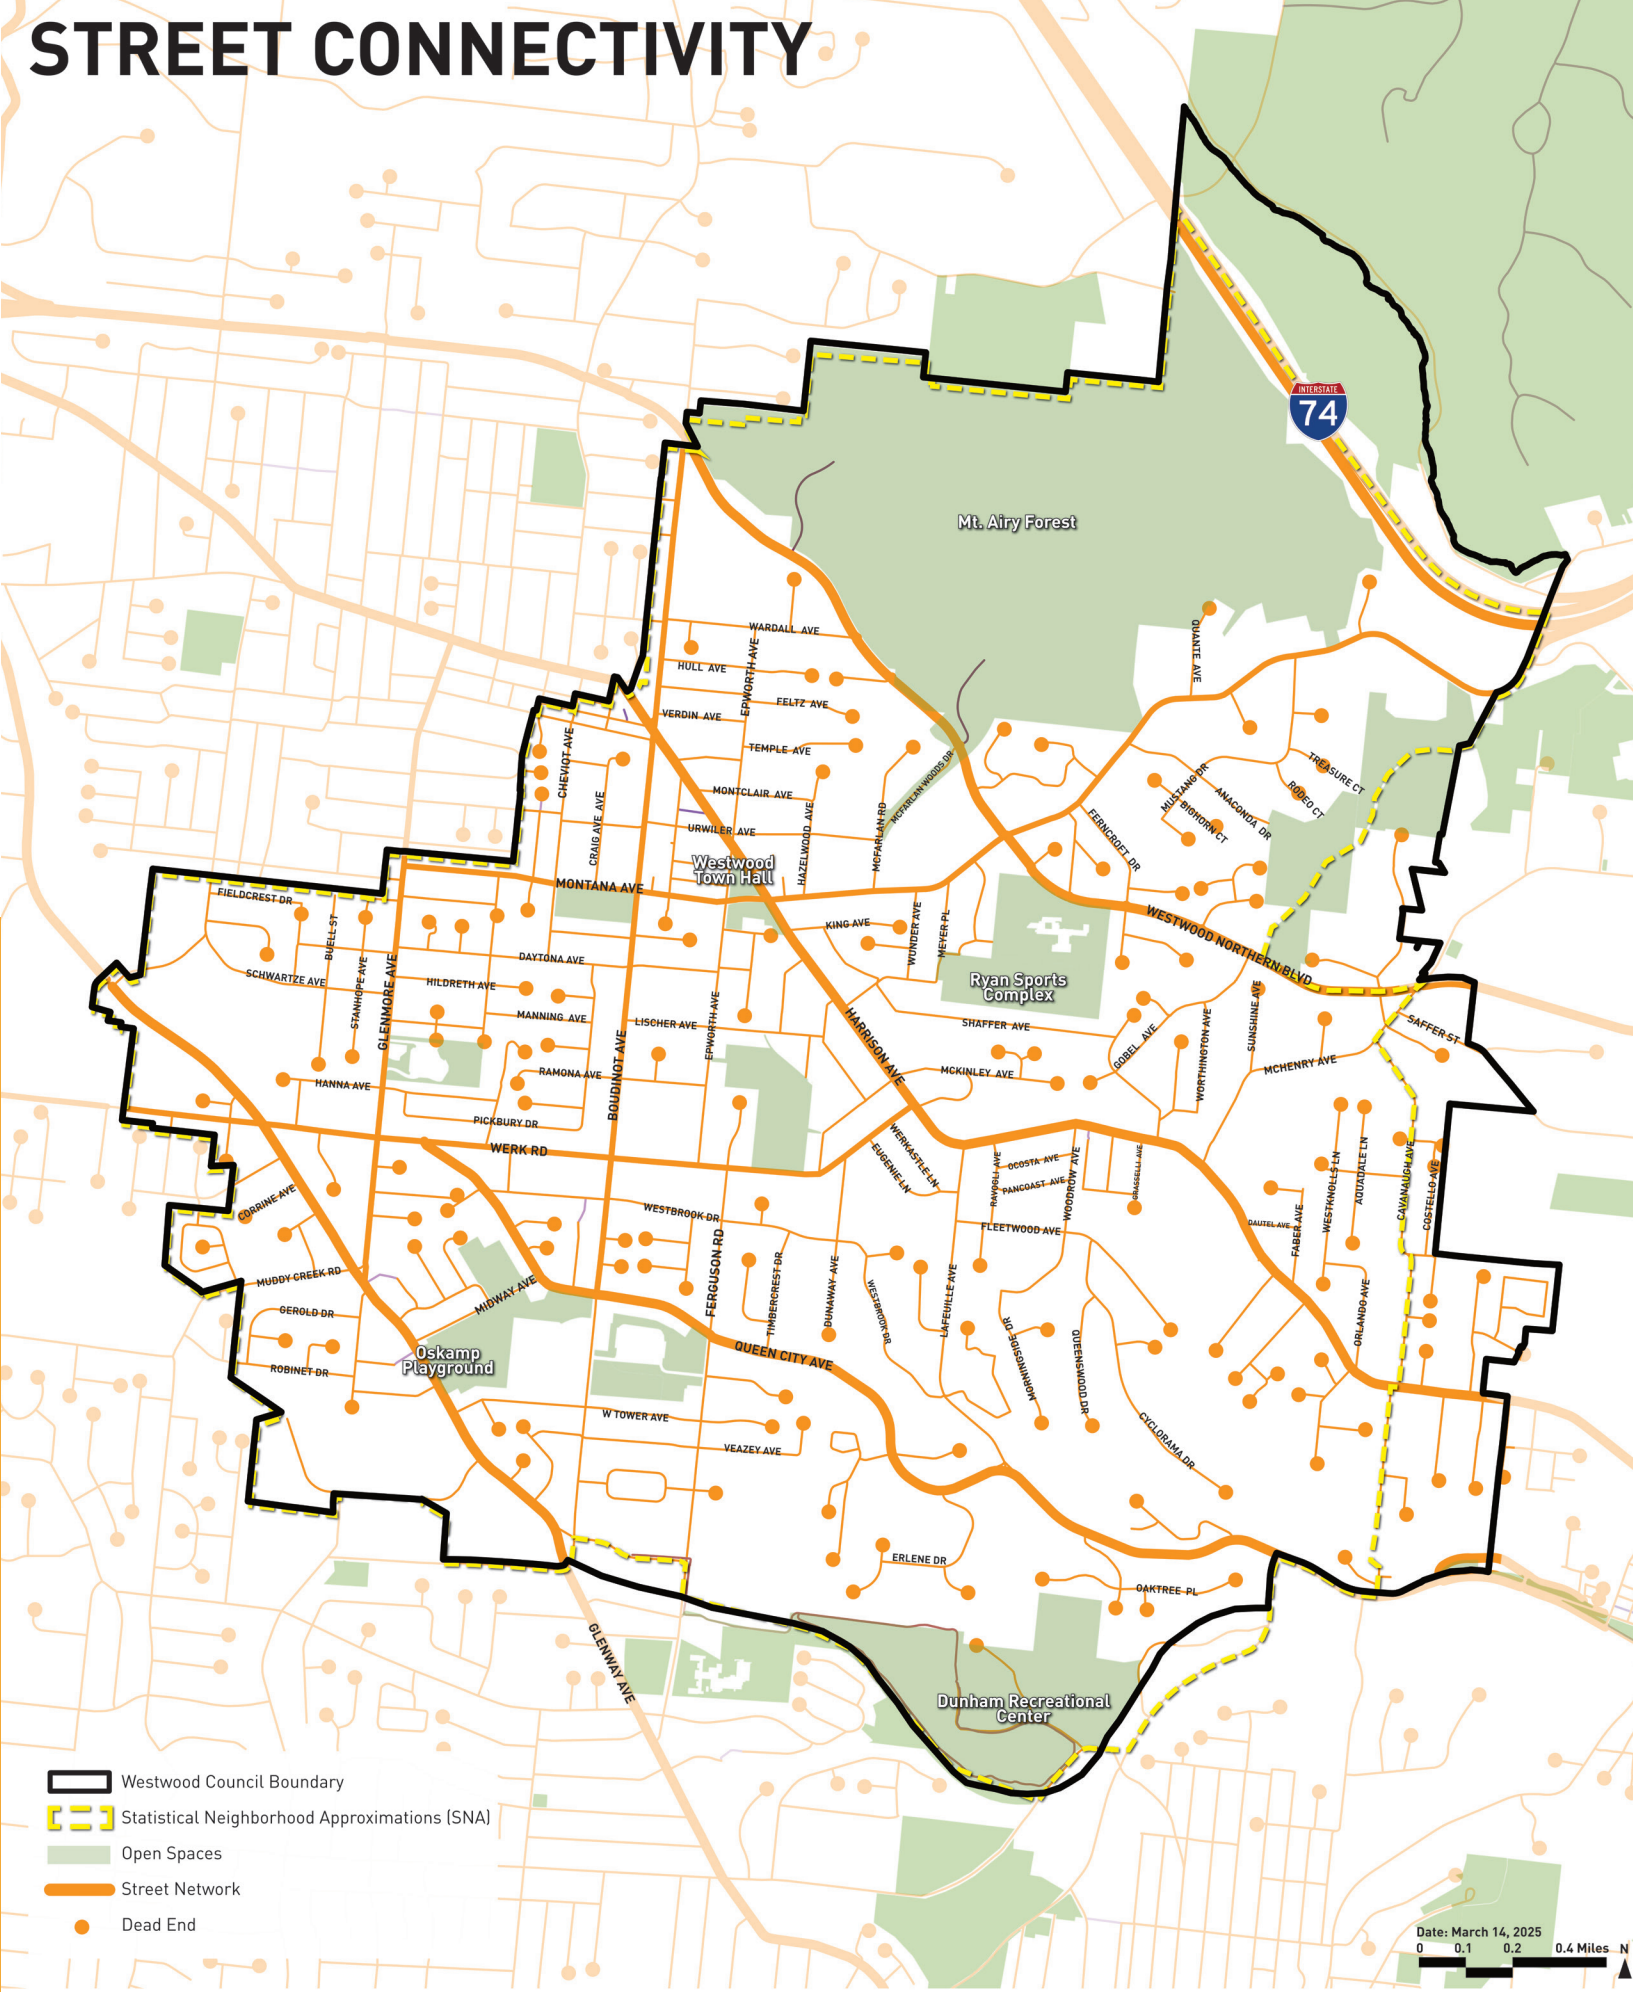 STREET CONNECTIVITY
INTERSTATE
74
Mt. Airy Forest
WARDALL AVE
QUANTE AVE
HULL AVE
EPWORTH AVE
FELTZ AVE
VERDIN AVE
TEMPLE AVE
CHEVIOT AVE
MCFARLAN WOODS DR
TREASURE CT
MUSTANG DR
RODEO CT
ANACONDA DR
BIGHORN CT
MONTCLAIR AVE
CRAIG AVE AVE
URWILER AVE
HAZELWOOD AVE
MCFARLAN RD
FERNCROFT DR
Westwood
Town Hall
MONTANA AVE
FIELDCREST DR
BUELL ST
KING AVE
WUNDER AVE
MEYER PL
WESTWOOD NORTHERN BLVD
STANHOPE AVE
GLENMORE AVE
DAYTONA AVE
SCHWARTZE AVE
HILDRETH AVE
Ryan Sports
Complex
MANNING AVE
LISCHER AVE
EPWORTH AVE
HARRISON AVE
SHAFFER AVE
GOBEL AVE
WORTHINGTON AVE
SUNSHINE AVE
SAFFER ST
MCHENRY AVE
BOUDINOT AVE
RAMONA AVE
HANNA AVE
MCKINLEY AVE
PICKBURY DR
WERK RD
WERKASTLE LN
EUGENIE LN
RAVOGLI AVE
OCOSTA AVE
PANCOAST AVE
WOODROW AVE
GRASSELLI AVE
WESTKNOLLS LN
AQUADALE LN
CAVANAUGH AVE
COSTELLO AVE
CORRINE AVE
WESTBROOK DR
FLEETWOOD AVE
DAUTEL AVE
FABER AVE
MUDDY CREEK RD
MIDWAY AVE
FERGUSON RD
TIMBERCREST DR
DUNAWAY AVE
WESTBROOK DR
LAFEUILLE AVE
MORNINGSIDE DR
QUEENSWOOD DR
ORLANDO AVE
GEROLD DR
ROBINET DR
Oskamp
Playground
QUEEN CITY AVE
W TOWER AVE
VEAZEY AVE
CYCLORAMA DR
ERLENE DR
OAKTREE PL
GLENWAY AVE
Dunham Recreational
Center
Westwood Council Boundary
Statistical Neighborhood Approximations (SNA)
Open Spaces
Street Network
Dead End
Date: March 14, 2025
0 0.1 0.2 0.4 Miles N